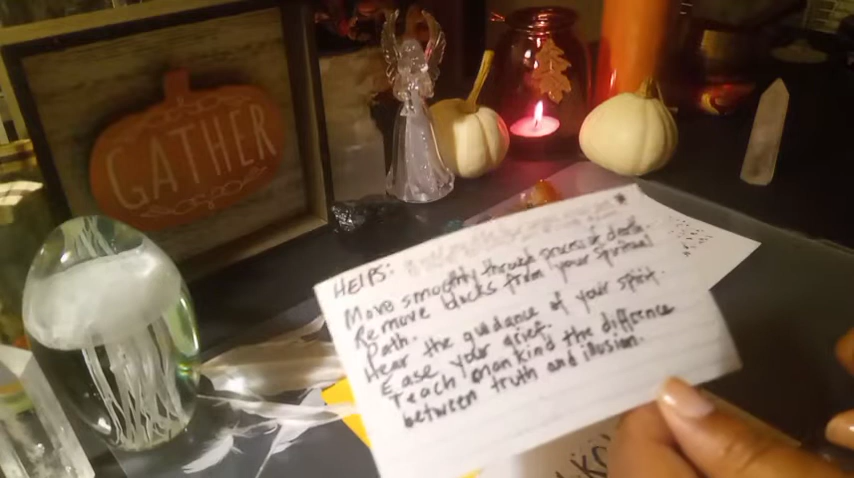 GATHER
HELPS:
Move smoothly through process of death.
Remove blocks from your spiritual
path.
Hear the guidance of your spirit.
Ease your grief.
Teach mankind the difference
between truth and illusion.